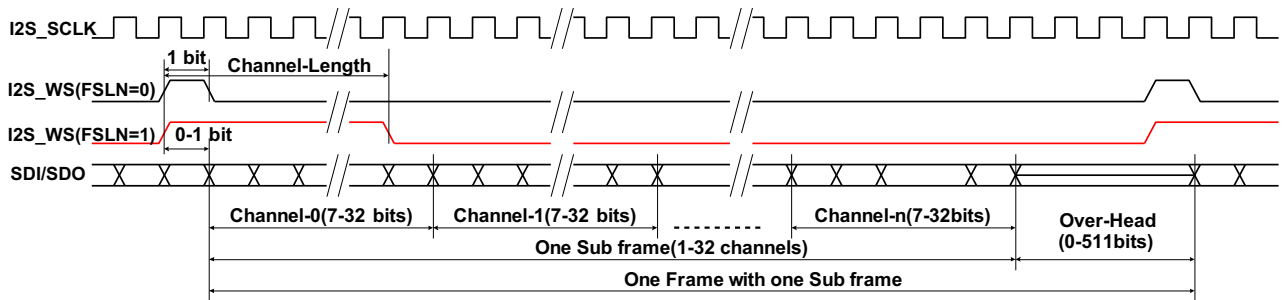 I2S_SCLK
1 bit
Channel-Length
I2S_WS(FSLN=0)
I2S_WS(FSLN=1)
0-1 bit
SDI/SDO
Channel-0(7-32 bits)
Channel-1(7-32 bits)
Channel-n(7-32bits)
Over-Head
(0-511bits)
One Sub frame(1-32 channels)
One Frame with one Sub frame